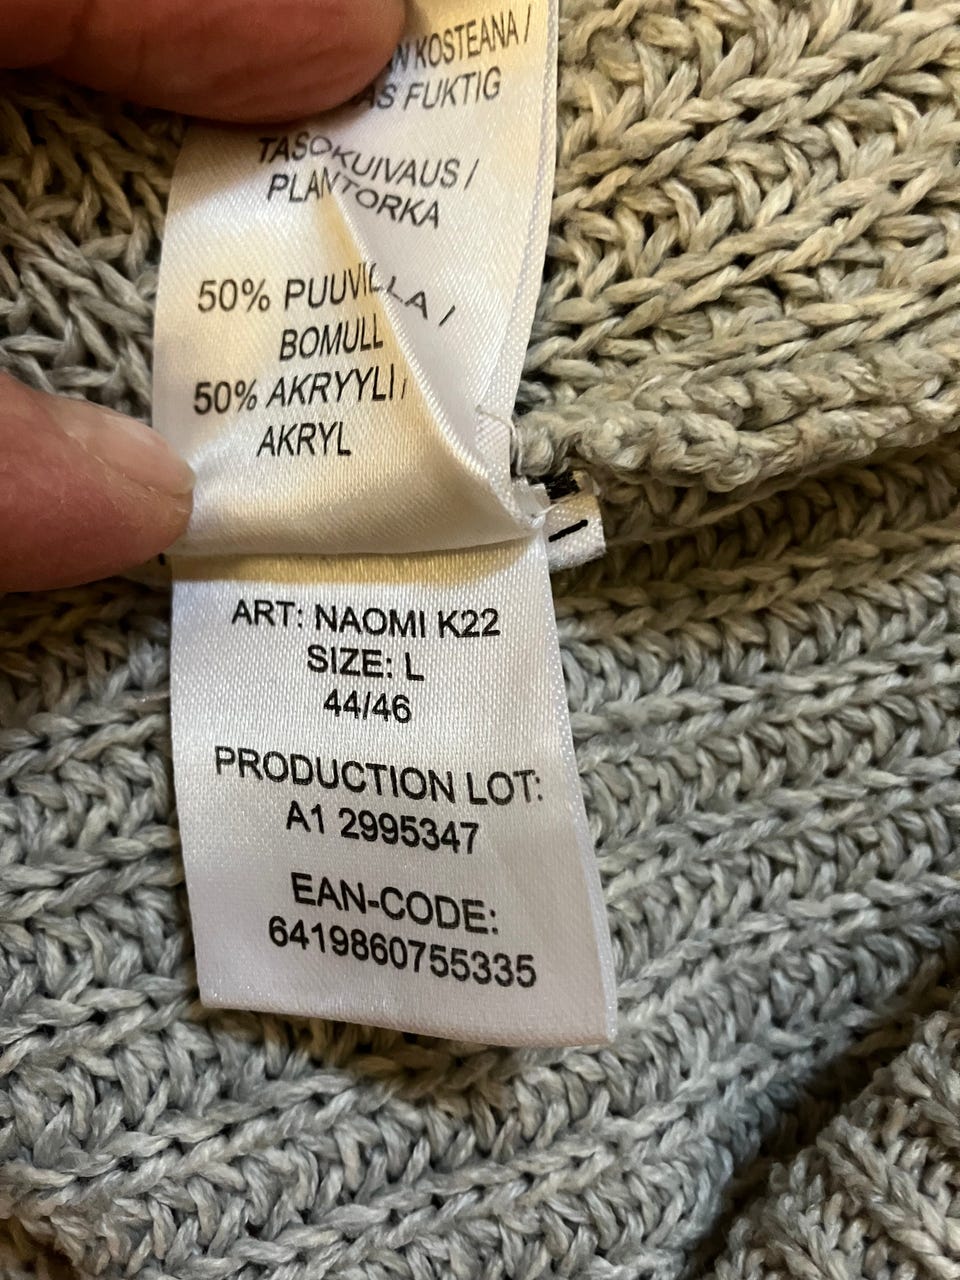 KOSTEANA /
FUKTIG
TASOKUIVAUS /
PLANTORKA
50% PUUVILLA /
BOMULL
50% AKRYYLI /
AKRYL
ART: NAOMI K22
SIZE: L
44/46
PRODUCTION LOT:
A1 2995347
EAN-CODE:
6419860755335